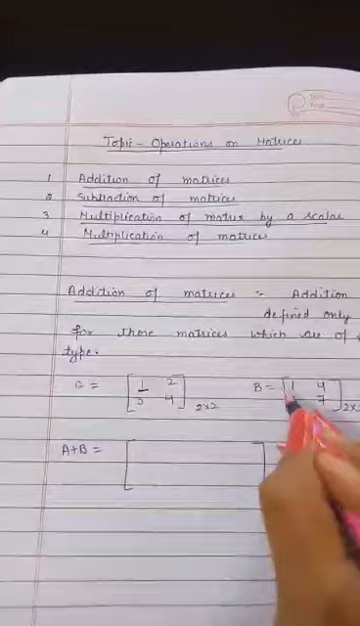 Topic - Operations on Matrices
1 Addition of matrices
2 Subtraction of matrices
3 Multiplication of matrix by a scalar
4 Multiplication of matrices
Addition of matrices :- Addition
defined only
for those matrices which are of
type.
= [1 2
3 4] 2x2
B = [1 4
7] 2x
A+B = [ ]